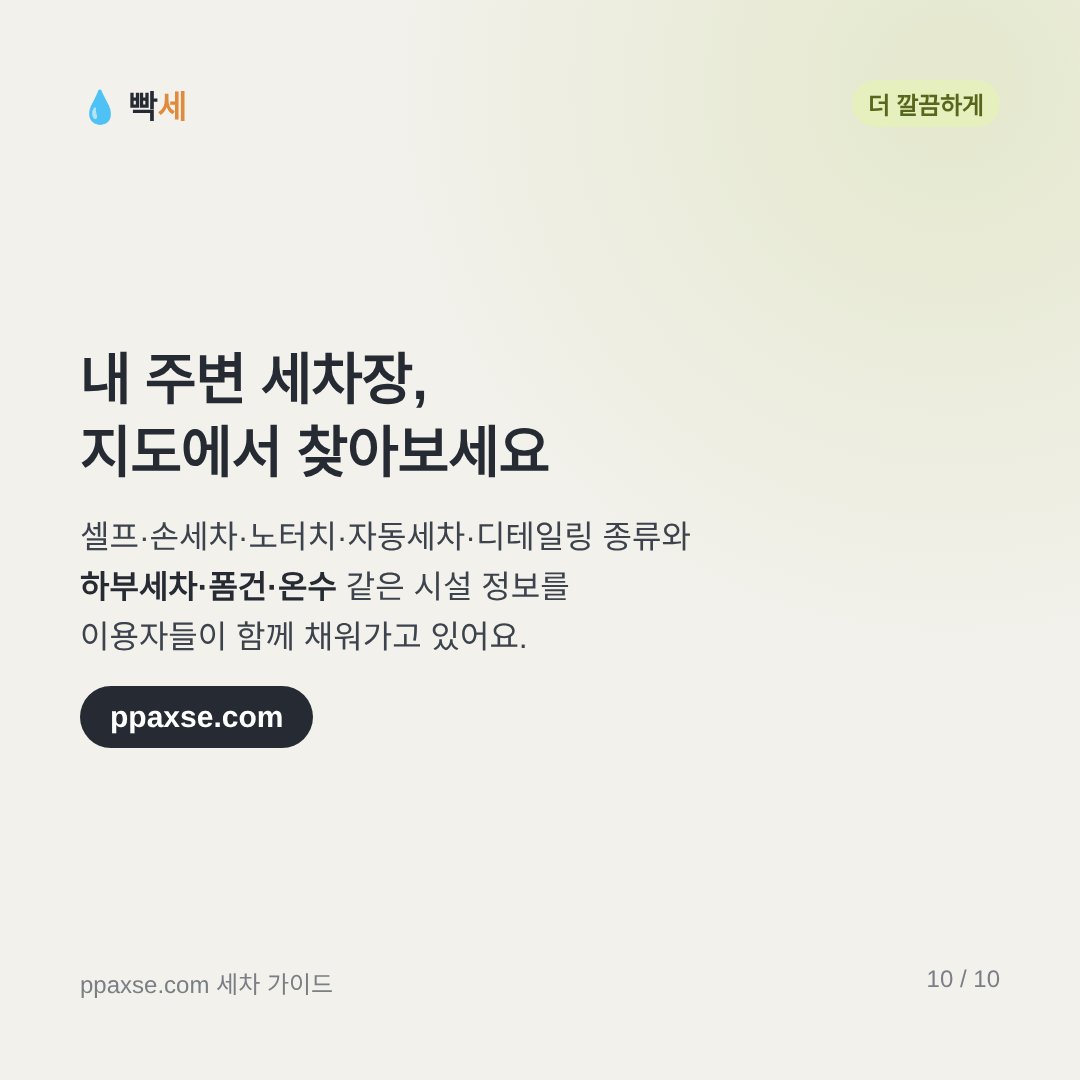 💧 빡세
더 깔끔하게
내 주변 세차장,
지도에서 찾아보세요
셀프·손세차·노터치·자동세차·디테일링 종류와
하부세차·폼건·온수 같은 시설 정보를
이용자들이 함께 채워가고 있어요.
ppaxse.com
ppaxse.com 세차 가이드
10 / 10